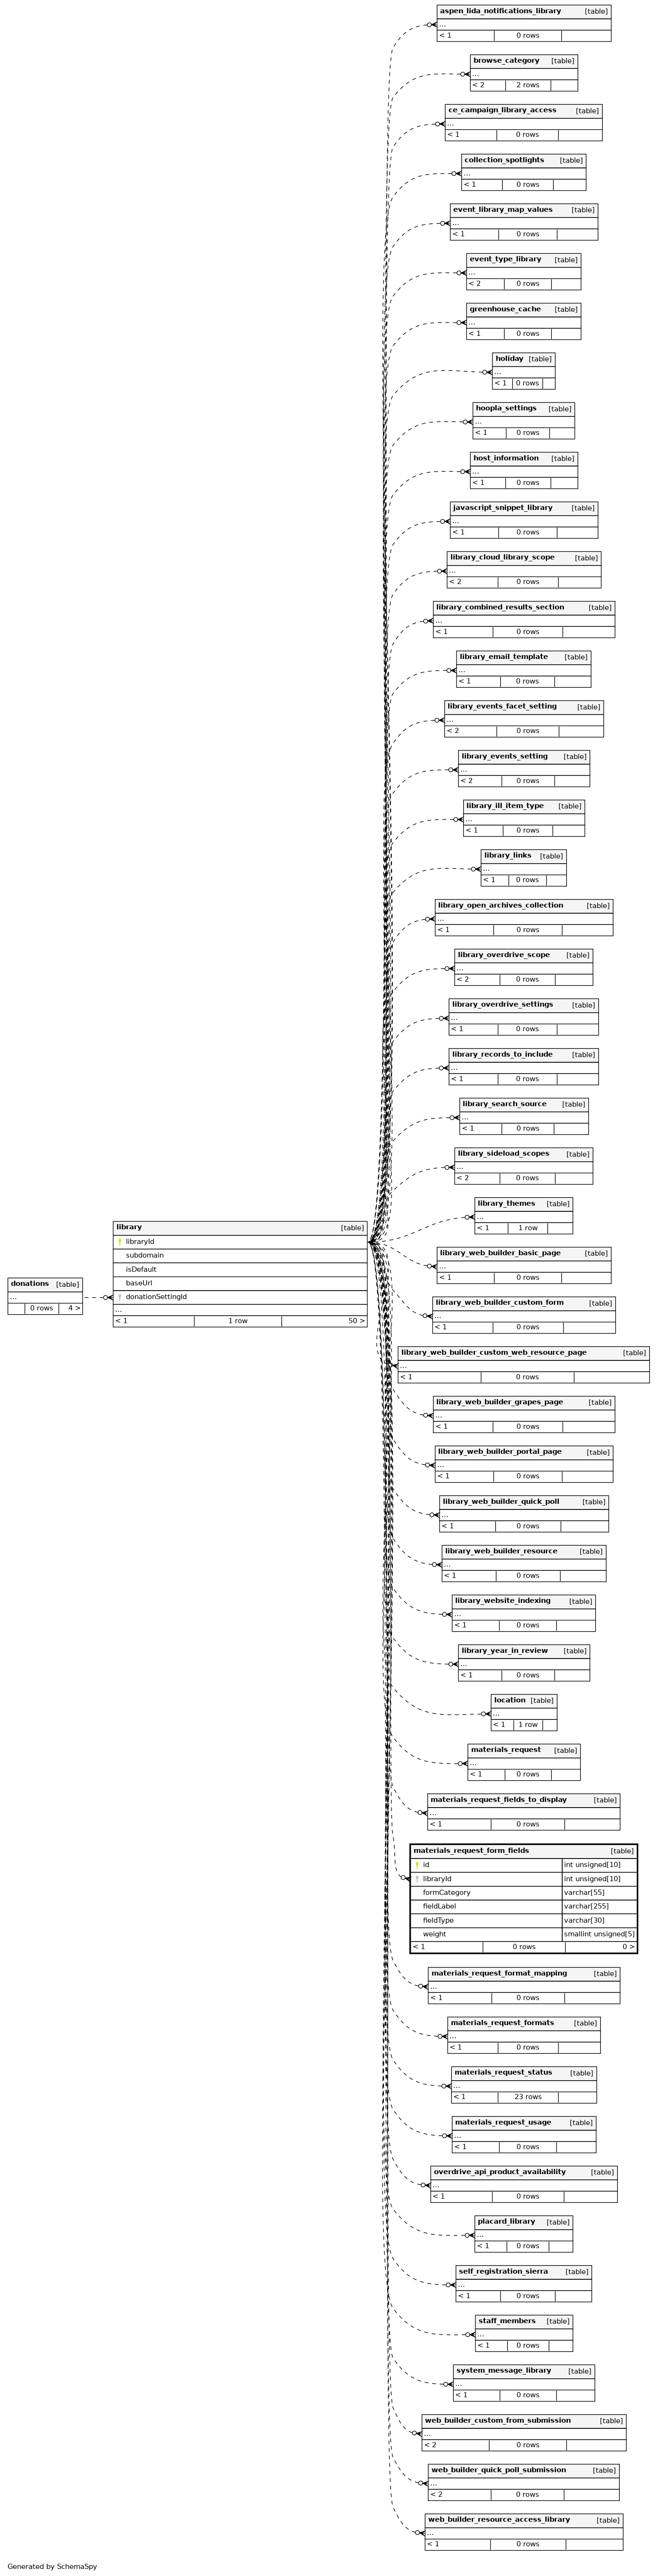 aspen_lida_notifications_library [table]
...
< 1 0 rows
browse_category [table]
...
< 2 2 rows
ce_campaign_library_access [table]
...
< 1 0 rows
collection_spotlights [table]
...
< 1 0 rows
event_library_map_values [table]
...
< 1 0 rows
event_type_library [table]
...
< 2 0 rows
greenhouse_cache [table]
...
< 1 0 rows
holiday [table]
...
< 1 0 rows
hoopla_settings [table]
...
< 1 0 rows
host_information [table]
...
< 1 0 rows
javascript_snippet_library [table]
...
< 1 0 rows
library_cloud_library_scope [table]
...
< 2 0 rows
library_combined_results_section [table]
...
< 1 0 rows
library_email_template [table]
...
< 1 0 rows
library_events_facet_setting [table]
...
< 2 0 rows
library_events_setting [table]
...
< 2 0 rows
library_ill_item_type [table]
...
< 1 0 rows
library_links [table]
...
< 1 0 rows
library_open_archives_collection [table]
...
< 1 0 rows
library_overdrive_scope [table]
...
< 2 0 rows
library_overdrive_settings [table]
...
< 1 0 rows
library_records_to_include [table]
...
< 1 0 rows
library_search_source [table]
...
< 1 0 rows
library_sideload_scopes [table]
...
< 2 0 rows
library_themes [table]
...
< 1 1 row
donations [table]
...
0 rows 4 >
library [table]
libraryId
subdomain
isDefault
baseUrl
donationSettingId
...
< 1 1 row 50 >
library_web_builder_basic_page [table]
...
< 1 0 rows
library_web_builder_custom_form [table]
...
< 1 0 rows
library_web_builder_custom_web_resource_page [table]
...
< 1 0 rows
library_web_builder_grapes_page [table]
...
< 1 0 rows
library_web_builder_portal_page [table]
...
< 1 0 rows
library_web_builder_quick_poll [table]
...
< 1 0 rows
library_web_builder_resource [table]
...
< 1 0 rows
library_website_indexing [table]
...
< 1 0 rows
library_year_in_review [table]
...
< 1 0 rows
location [table]
...
< 1 1 row
materials_request [table]
...
< 1 0 rows
materials_request_fields_to_display [table]
...
< 1 0 rows
materials_request_form_fields [table]
id int unsigned[10]
libraryId int unsigned[10]
formCategory varchar[55]
fieldLabel varchar[255]
fieldType varchar[30]
weight smallint unsigned[5]
< 1 0 rows 0 >
materials_request_format_mapping [table]
...
< 1 0 rows
materials_request_formats [table]
...
< 1 0 rows
materials_request_status [table]
...
< 1 23 rows
materials_request_usage [table]
...
< 1 0 rows
overdrive_api_product_availability [table]
...
< 1 0 rows
placard_library [table]
...
< 1 0 rows
self_registration_sierra [table]
...
< 1 0 rows
staff_members [table]
...
< 1 0 rows
system_message_library [table]
...
< 1 0 rows
web_builder_custom_from_submission [table]
...
< 2 0 rows
web_builder_quick_poll_submission [table]
...
< 2 0 rows
web_builder_resource_access_library [table]
...
< 1 0 rows
Generated by SchemaSpy